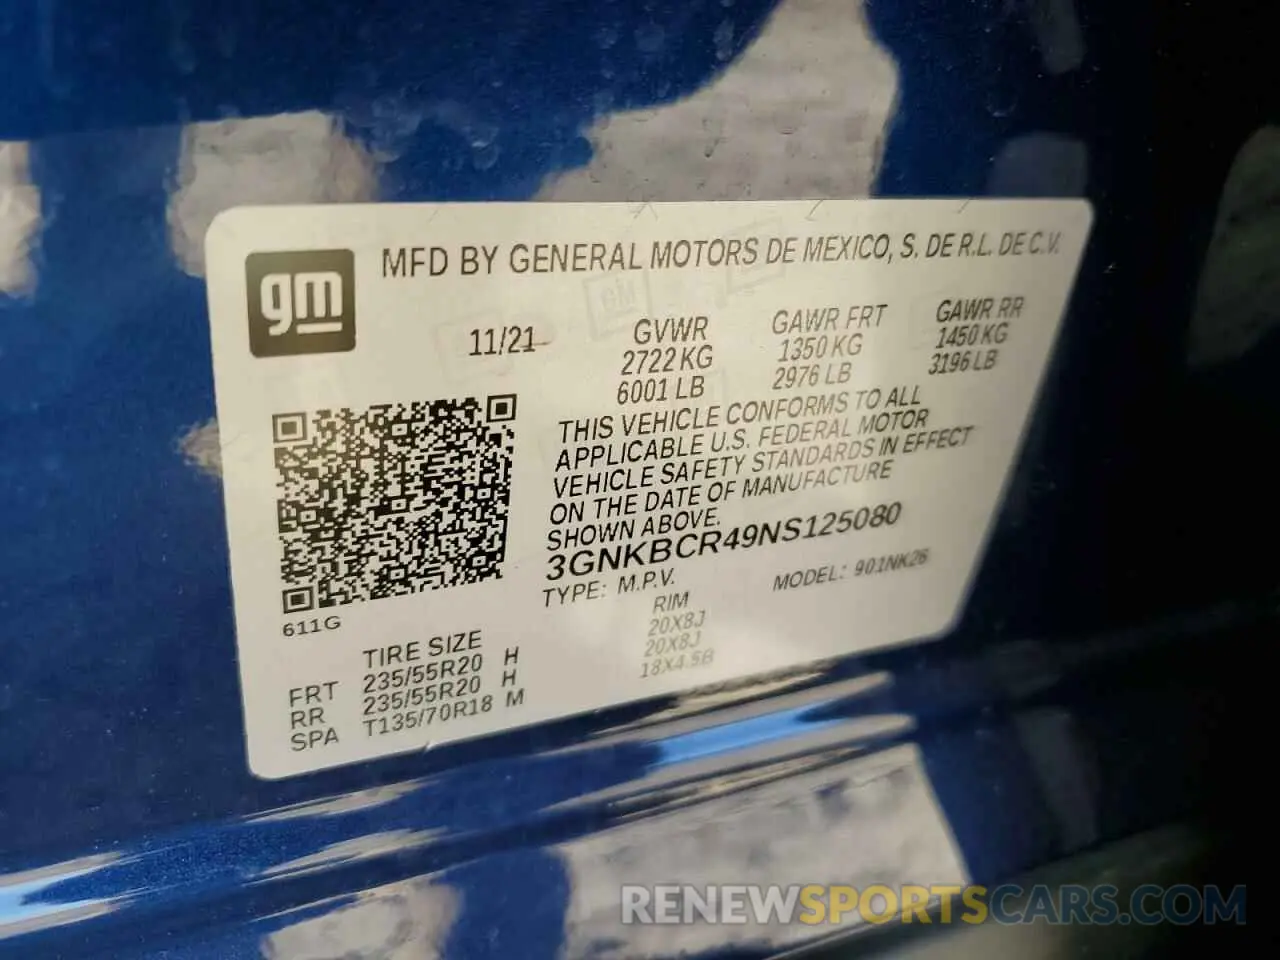 gm
MFD BY GENERAL MOTORS DE MEXICO, S. DE R.L. DE C.V.
11/21
GVWR
2722 KG
6001 LB
GAWR FRT
1350 KG
2976 LB
GAWR RR
1450 KG
3196 LB
THIS VEHICLE CONFORMS TO ALL
APPLICABLE U.S. FEDERAL MOTOR
VEHICLE SAFETY STANDARDS IN EFFECT
ON THE DATE OF MANUFACTURE
SHOWN ABOVE.
3GNKBCR49NS125080
TYPE: M.P.V. MODEL: 901NK26
611G
TIRE SIZE RIM
FRT 235/55R20 H 20X8J
RR 235/55R20 H 20X8J
SPA T135/70R18 M 18X4.5B
RENEWSPORTSCARS.COM